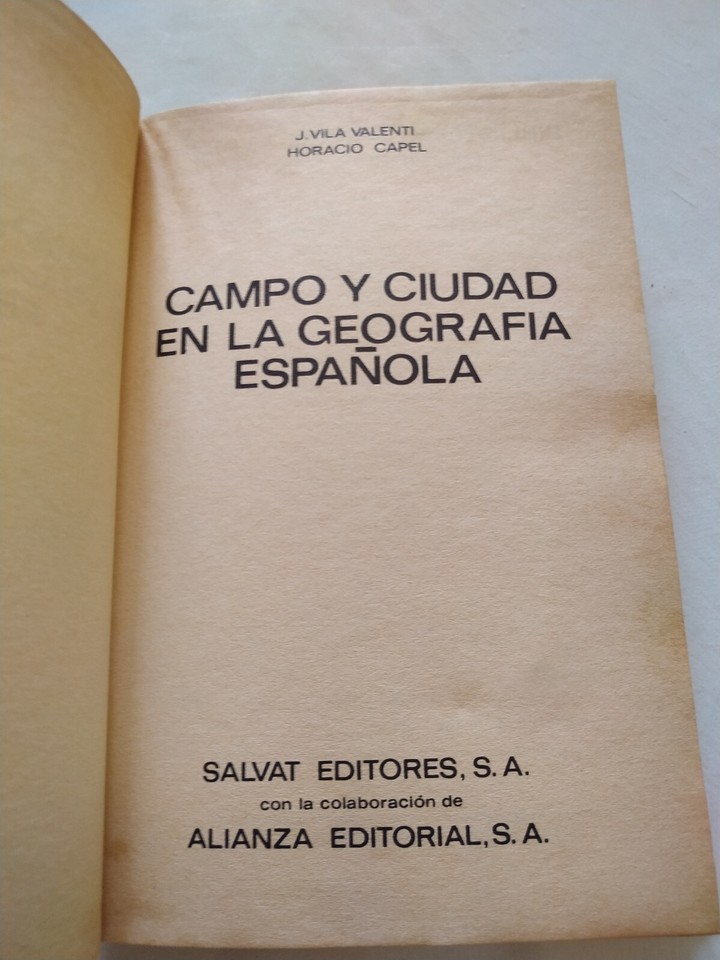 J. VILA VALENTI
HORACIO CAPEL
CAMPO Y CIUDAD
EN LA GEOGRAFIA
ESPAÑOLA
SALVAT EDITORES, S. A.
con la colaboración de
ALIANZA EDITORIAL, S. A.